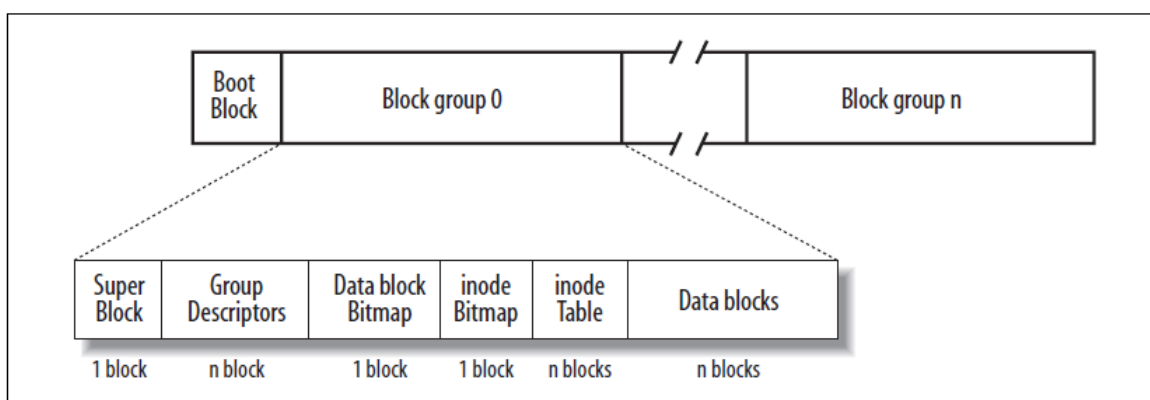 Boot
Block
Block group 0
Block group n
Super
Block
Group
Descriptors
Data block
Bitmap
inode
Bitmap
inode
Table
Data blocks
1 block
n block
1 block
1 block
n blocks
n blocks